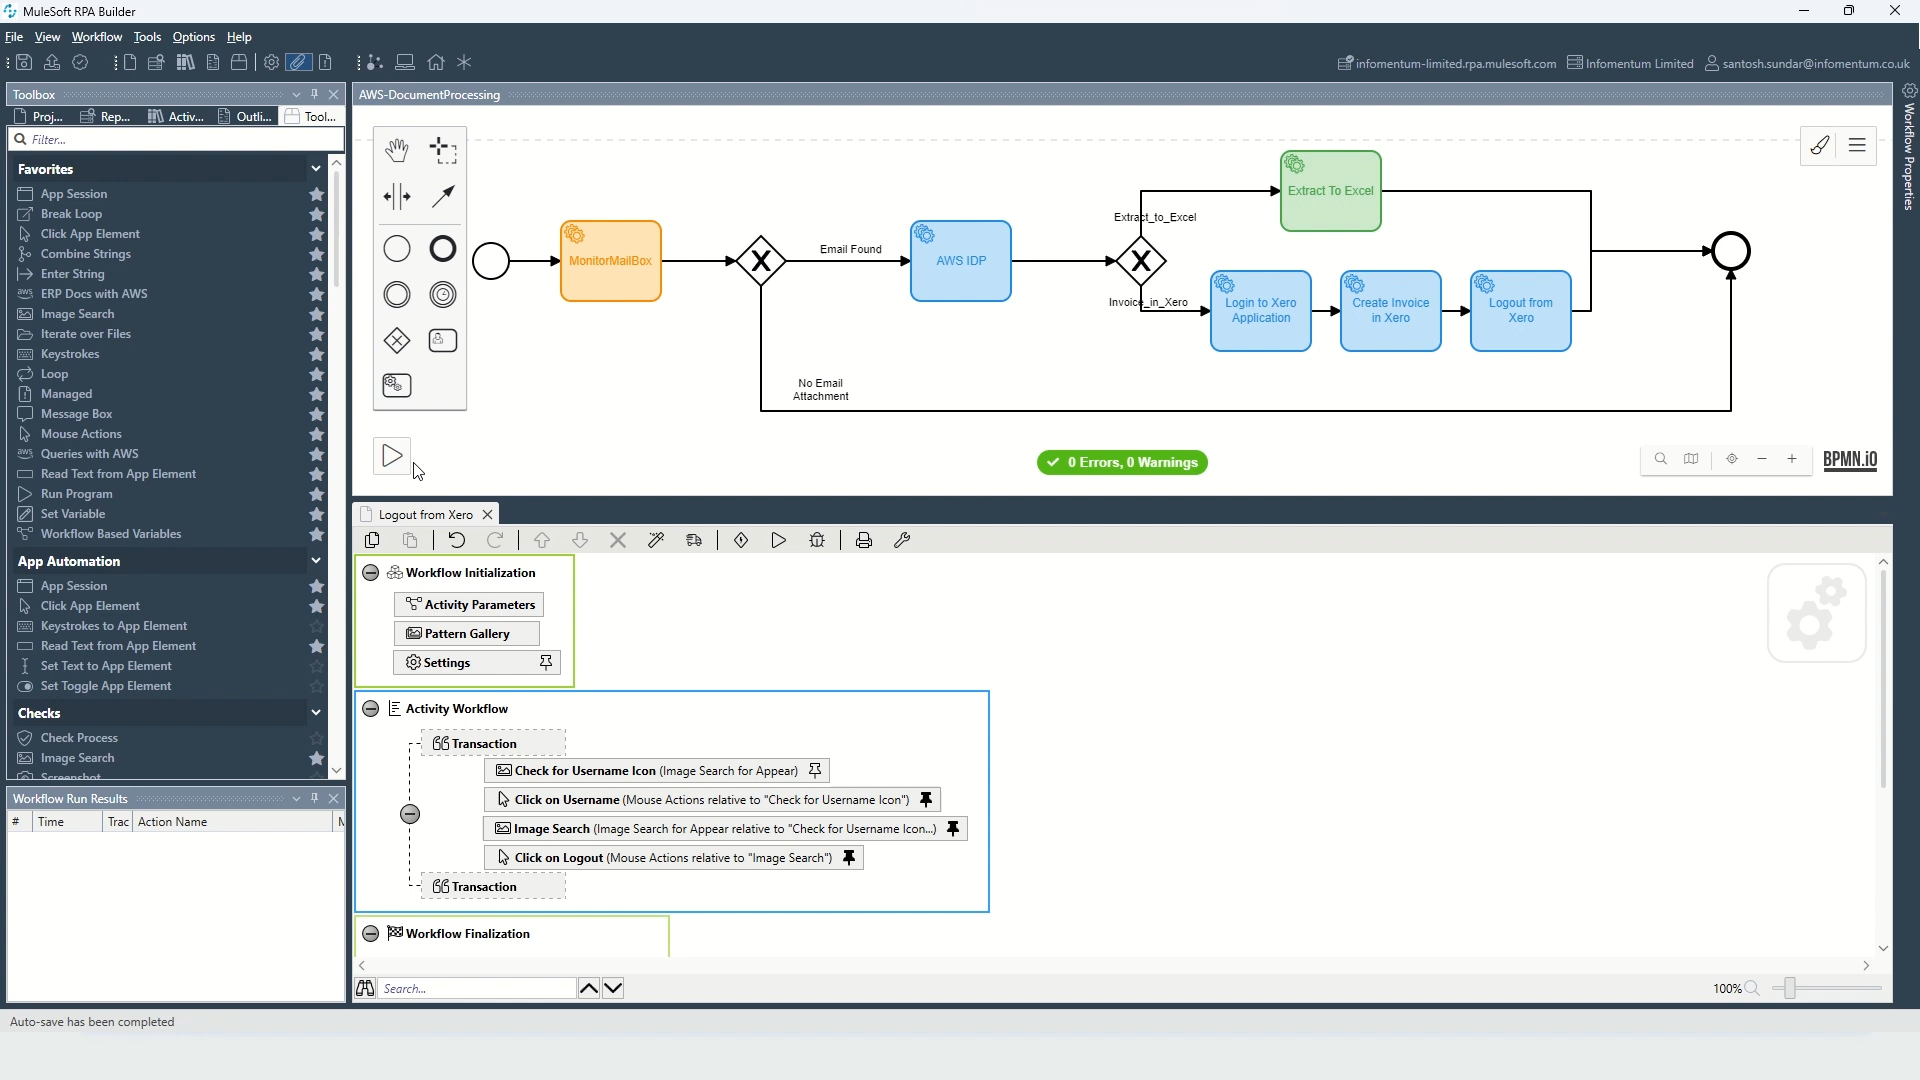 MuleSoft RPA Builder
File View Workflow Tools Options Help
infomentum-limited.rpa.mulesoft.com Infomentum Limited santosh.sundar@infomentum.co.uk
Toolbox
Proj... Rep... Activ... Outli... Tool...
Filter...
Favorites
App Session
Break Loop
Click App Element
Combine Strings
Enter String
aws ERP Docs with AWS
Image Search
Iterate over Files
Keystrokes
Loop
Managed
Message Box
Mouse Actions
aws Queries with AWS
Read Text from App Element
Run Program
Set Variable
Workflow Based Variables
App Automation
App Session
Click App Element
Keystrokes to App Element
Read Text from App Element
Set Text to App Element
Set Toggle App Element
Checks
Check Process
Image Search
Screenshot
Workflow Run Results
# Time Trac Action Name
AWS-DocumentProcessing
Workflow Properties
MonitorMailBox
X
Email Found
AWS IDP
X
Extract_to_Excel
Extract To Excel
Invoice_in_Xero
Login to Xero
Application
Create Invoice
in Xero
Logout from
Xero
No Email
Attachment
0 Errors, 0 Warnings
BPMN.iO
Logout from Xero
Workflow Initialization
Activity Parameters
Pattern Gallery
Settings
Activity Workflow
Transaction
Check for Username Icon (Image Search for Appear)
Click on Username (Mouse Actions relative to "Check for Username Icon")
Image Search (Image Search for Appear relative to "Check for Username Icon...)
Click on Logout (Mouse Actions relative to "Image Search")
Transaction
Workflow Finalization
Search...
100%
Auto-save has been completed